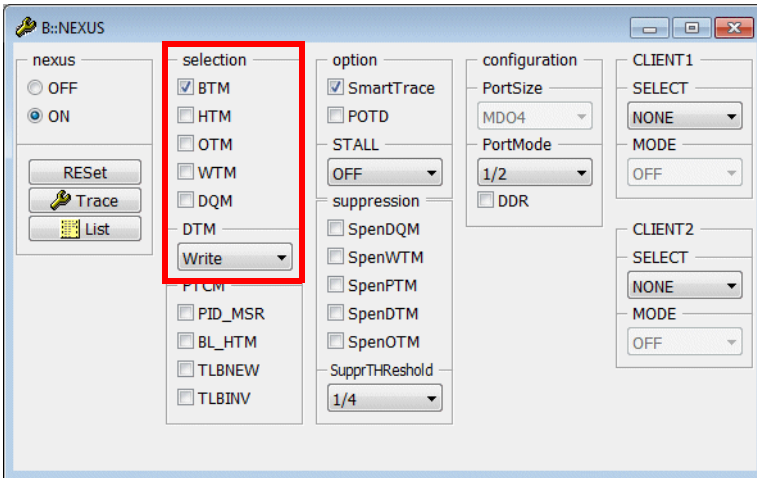 B::NEXUS
nexus
OFF
ON
RESet
Trace
List
selection
BTM
HTM
OTM
WTM
DQM
DTM
Write
PTCM
PID_MSR
BL_HTM
TLBNEW
TLBINV
option
SmartTrace
POTD
STALL
OFF
suppression
SpenDQM
SpenWTM
SpenPTM
SpenDTM
SpenOTM
SupprTHReshold
1/4
configuration
PortSize
MDO4
PortMode
1/2
DDR
CLIENT1
SELECT
NONE
MODE
OFF
CLIENT2
SELECT
NONE
MODE
OFF